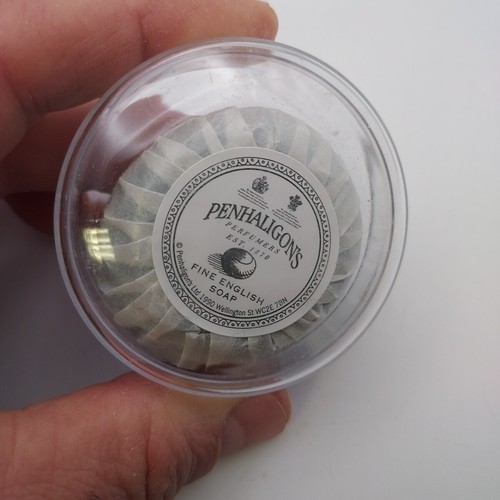 PENHALIGON'S
PERFUMERS
EST. 1870
FINE ENGLISH
SOAP
© Penhaligon's Ltd 1990 Wellington St WC2E 7BN